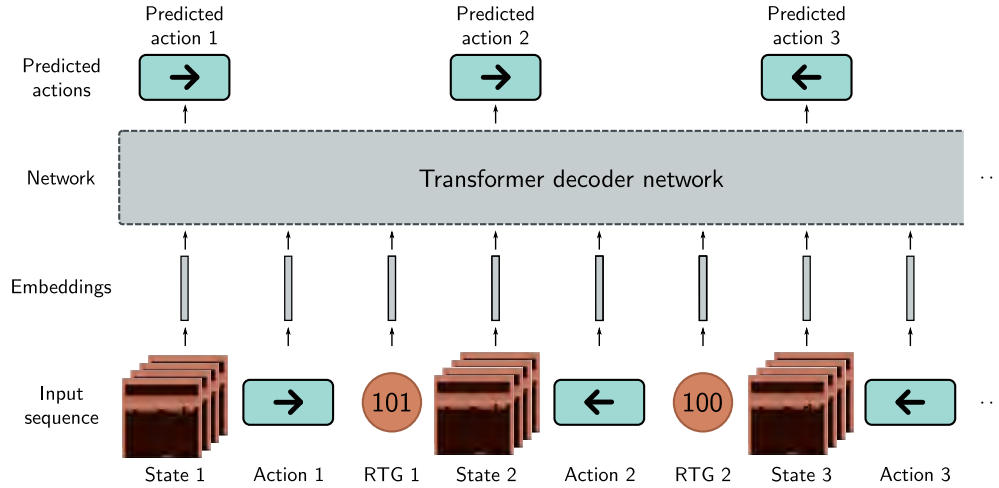 Predicted
action 1
Predicted
action 2
Predicted
action 3
Predicted
actions
Network
Transformer decoder network
...
Embeddings
Input
sequence
101
100
...
State 1
Action 1
RTG 1
State 2
Action 2
RTG 2
State 3
Action 3